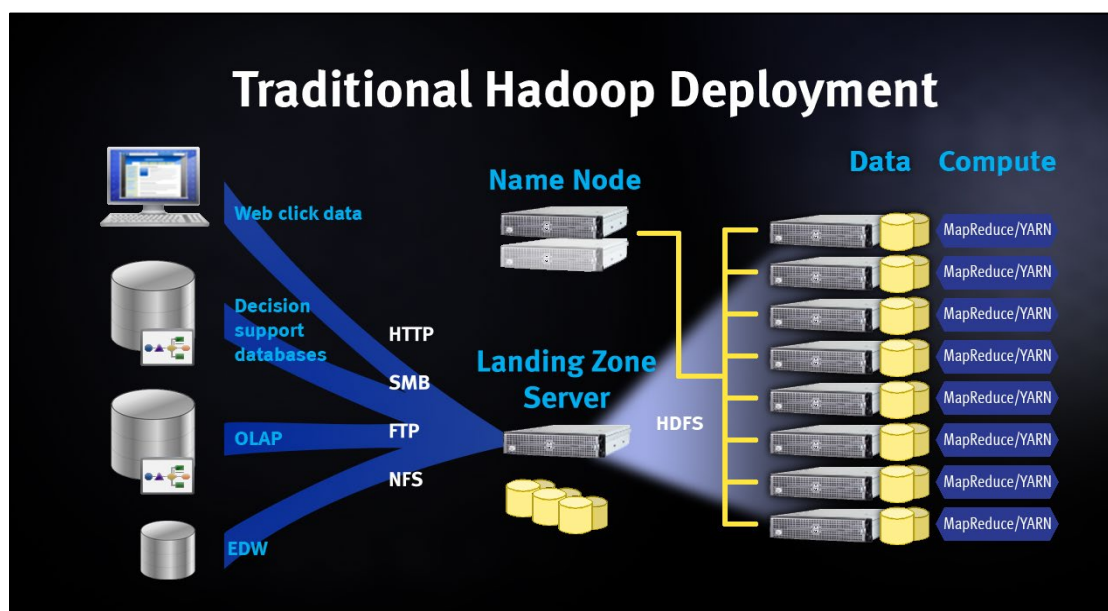 Traditional Hadoop Deployment
Web click data
Decision
support
databases
OLAP
EDW
HTTP
SMB
FTP
NFS
Name Node
Landing Zone
Server
HDFS
Data
Compute
MapReduce/YARN
MapReduce/YARN
MapReduce/YARN
MapReduce/YARN
MapReduce/YARN
MapReduce/YARN
MapReduce/YARN
MapReduce/YARN